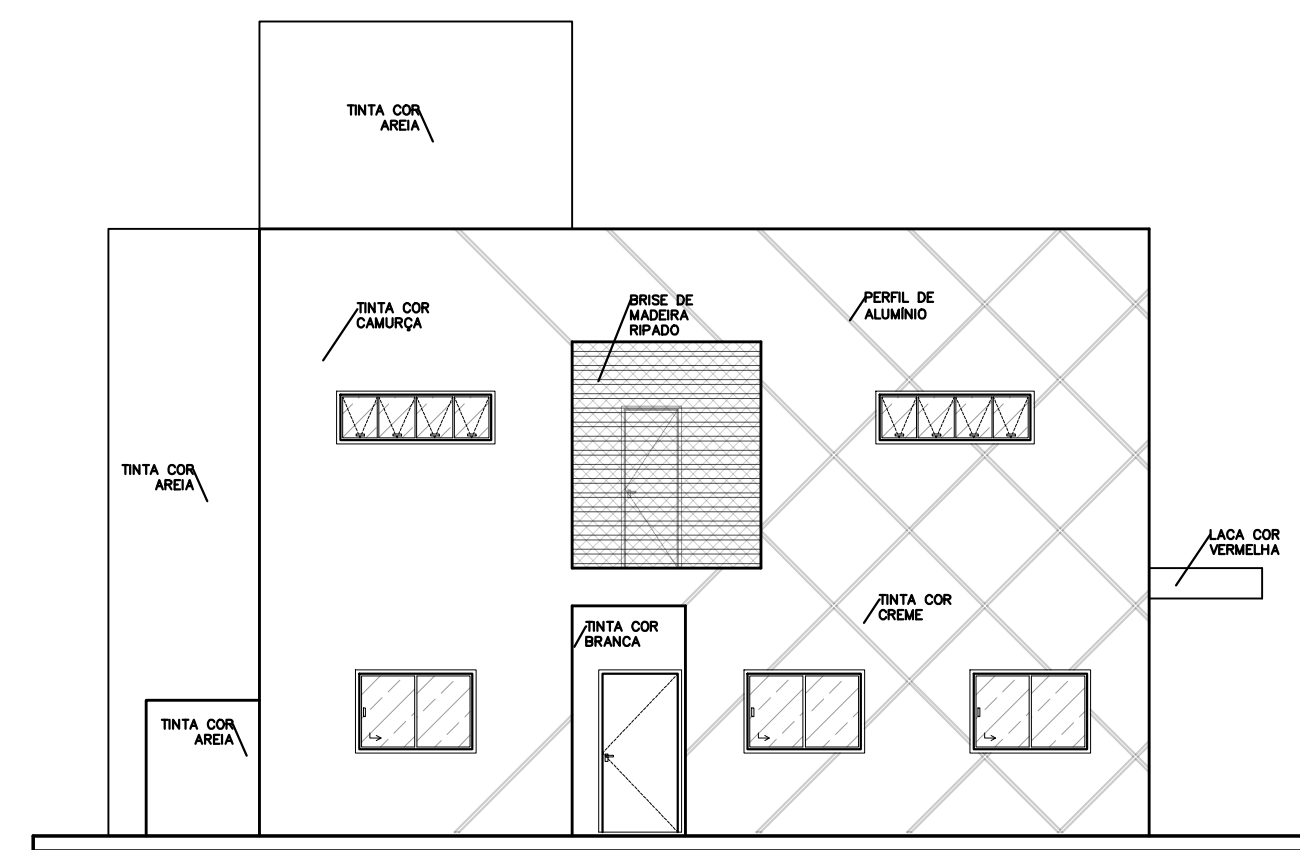 TINTA COR
AREIA
TINTA COR
CAMURÇA
BRISE DE
MADEIRA
RIPADO
PERFIL DE
ALUMÍNIO
TINTA COR
AREIA
LACA COR
VERMELHA
TINTA COR
CREME
TINTA COR
BRANCA
TINTA COR
AREIA